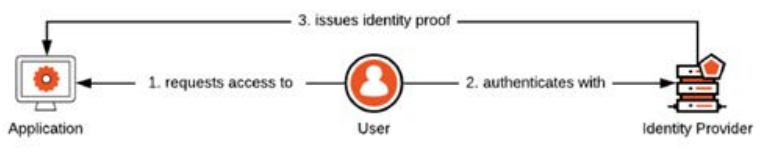 3. issues identity proof
1. requests access to
2. authenticates with
Application
User
Identity Provider